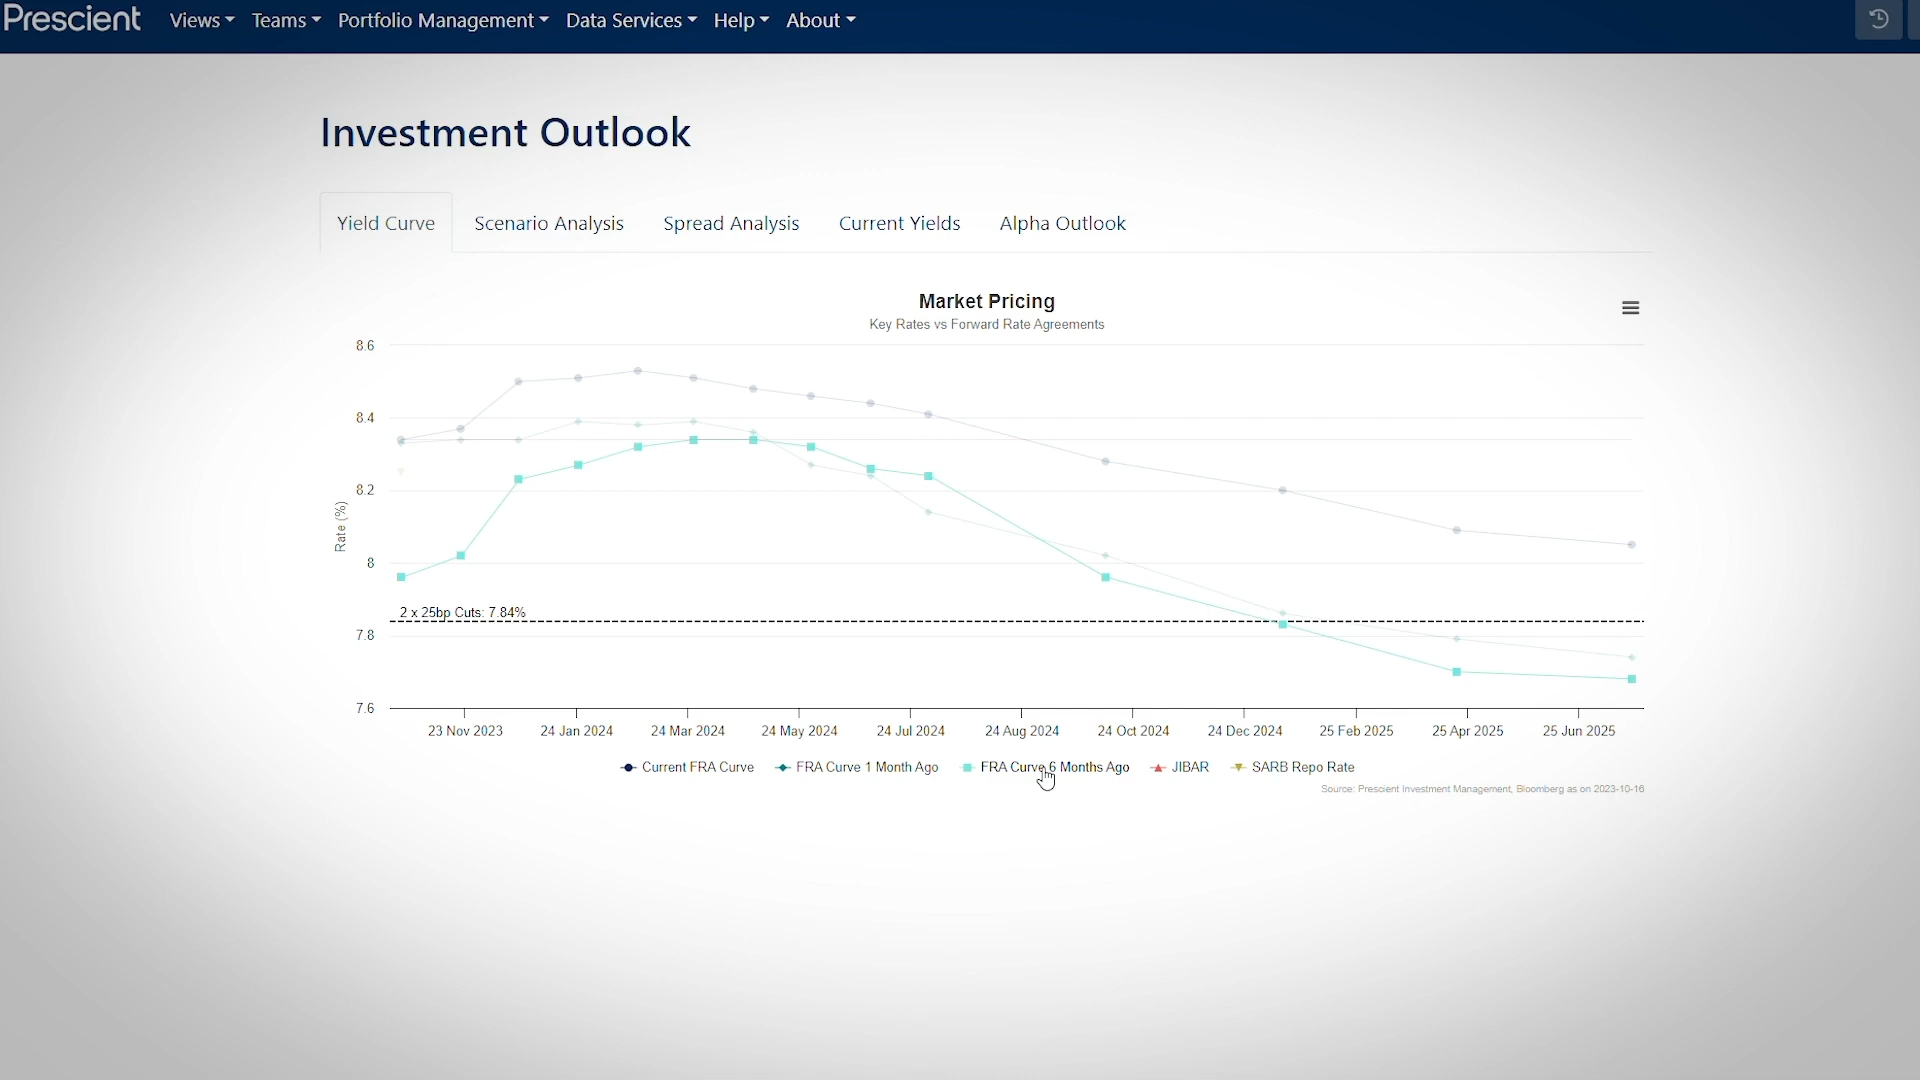 Prescient Views Teams Portfolio Management Data Services Help About
Investment Outlook
Yield Curve Scenario Analysis Spread Analysis Current Yields Alpha Outlook
Market Pricing
Key Rates vs Forward Rate Agreements
8.6
8.4
8.2
8
7.8
7.6
Rate (%)
2 x 25bp Cuts: 7.84%
23 Nov 2023 24 Jan 2024 24 Mar 2024 24 May 2024 24 Jul 2024 24 Aug 2024 24 Oct 2024 24 Dec 2024 25 Feb 2025 25 Apr 2025 25 Jun 2025
Current FRA Curve FRA Curve 1 Month Ago FRA Curve 6 Months Ago JIBAR SARB Repo Rate
Source: Prescient Investment Management, Bloomberg as on 2023-10-16